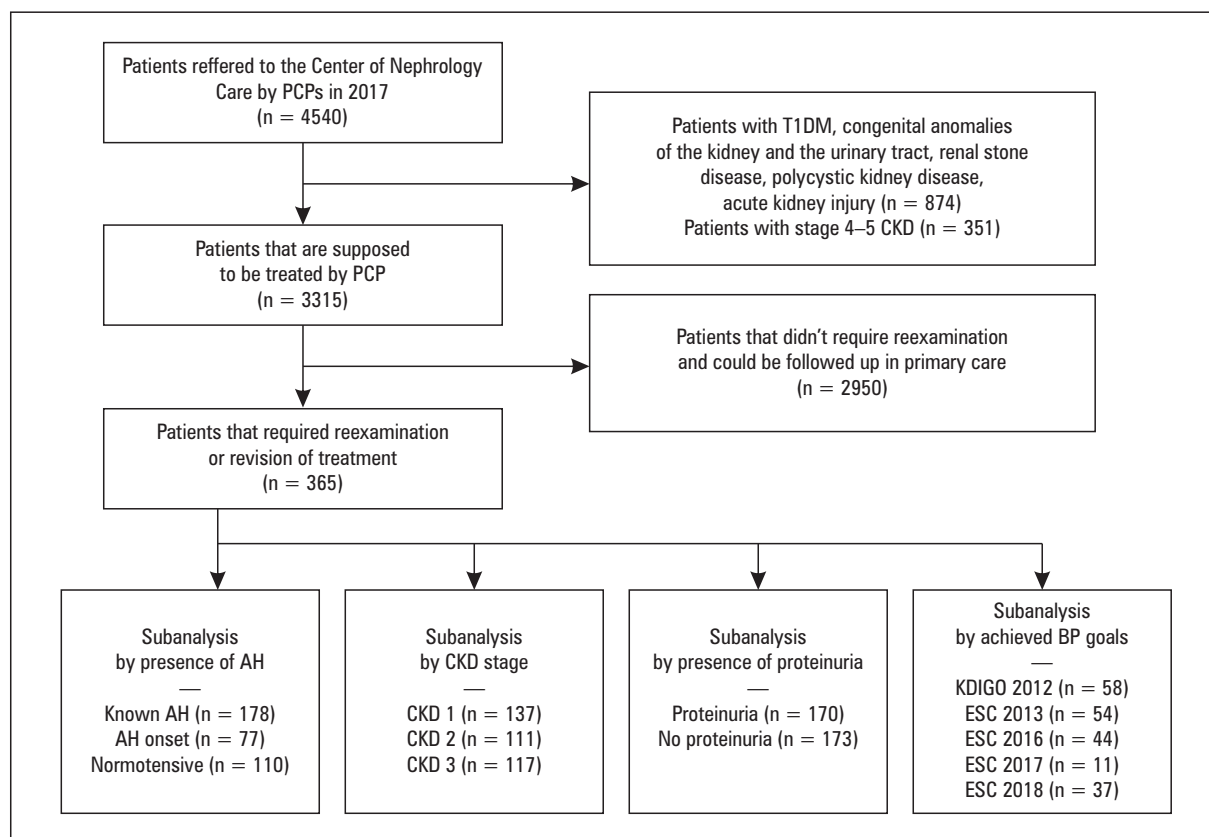 Patients reffered to the Center of Nephrology
Care by PCPs in 2017
(n = 4540)
Patients with T1DM, congenital anomalies
of the kidney and the urinary tract, renal stone
disease, polycystic kidney disease,
acute kidney injury (n = 874)
Patients with stage 4–5 CKD (n = 351)
Patients that are supposed
to be treated by PCP
(n = 3315)
Patients that didn't require reexamination
and could be followed up in primary care
(n = 2950)
Patients that required reexamination
or revision of treatment
(n = 365)
Subanalysis
by presence of AH
—
Known AH (n = 178)
AH onset (n = 77)
Normotensive (n = 110)
Subanalysis
by CKD stage
—
CKD 1 (n = 137)
CKD 2 (n = 111)
CKD 3 (n = 117)
Subanalysis
by presence of proteinuria
—
Proteinuria (n = 170)
No proteinuria (n = 173)
Subanalysis
by achieved BP goals
—
KDIGO 2012 (n = 58)
ESC 2013 (n = 54)
ESC 2016 (n = 44)
ESC 2017 (n = 11)
ESC 2018 (n = 37)